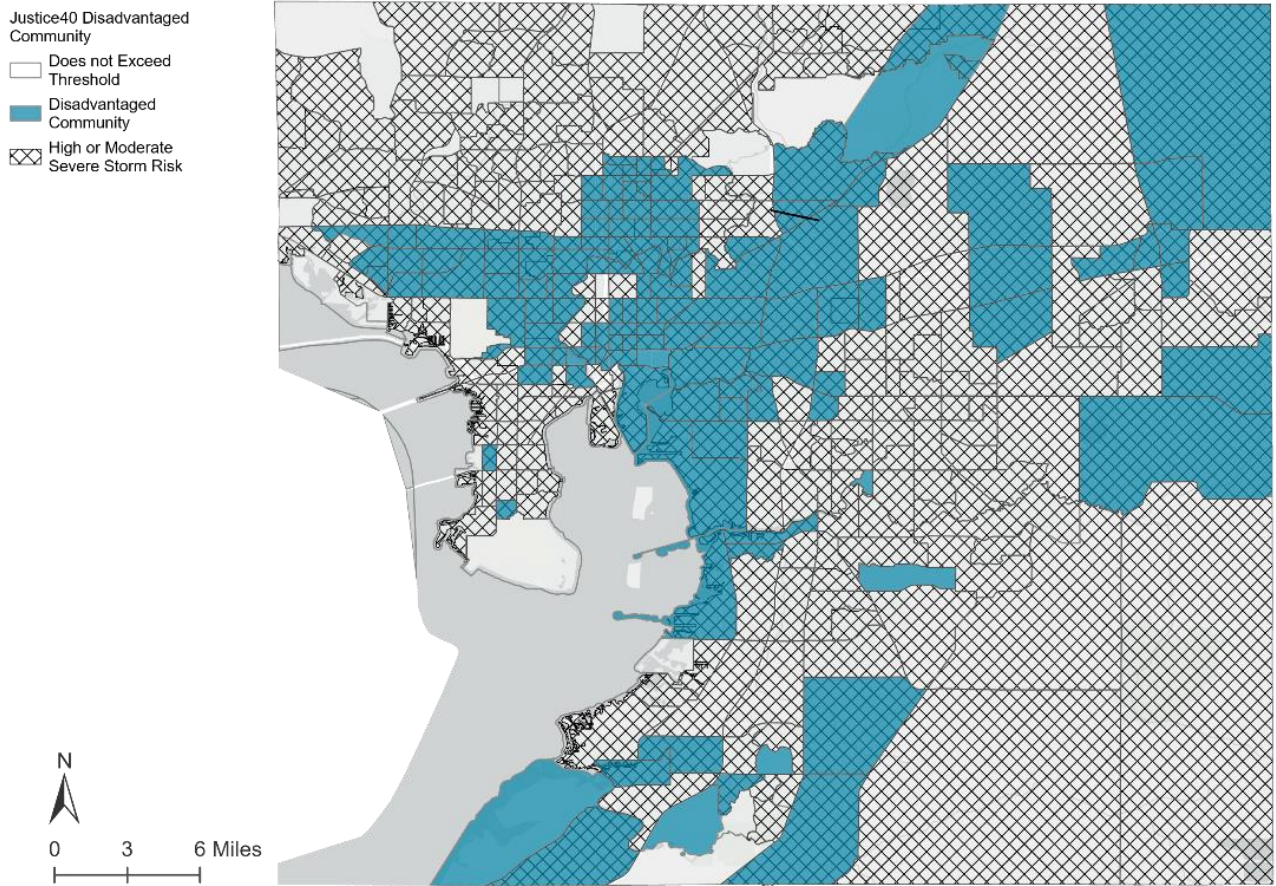 Justice40 Disadvantaged
Community
Does not Exceed
Threshold
Disadvantaged
Community
High or Moderate
Severe Storm Risk
N
0 3 6 Miles